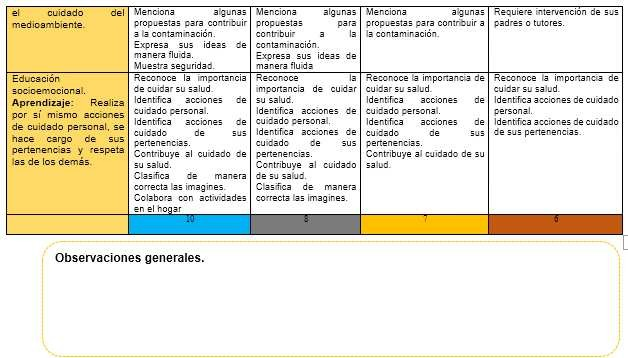 el cuidado del
medioambiente.
Menciona algunas
propuestas para contribuir
a la contaminación.
Expresa sus ideas de
manera fluida.
Muestra seguridad.
Menciona algunas
propuestas para
contribuir a la
contaminación.
Expresa sus ideas de
manera fluida
Menciona algunas
propuestas para contribuir a
la contaminación.
Requiere intervención de sus
padres o tutores.
Educación
socioemocional.
Aprendizaje: Realiza
por sí mismo acciones
de cuidado personal, se
hace cargo de sus
pertenencias y respeta
las de los demás.
Reconoce la importancia
de cuidar su salud.
Identifica acciones de
cuidado personal.
Identifica acciones de
cuidado de sus
pertenencias.
Contribuye al cuidado de
su salud.
Clasifica de manera
correcta las imagines.
Colabora con actividades
en el hogar
Reconoce la
importancia de cuidar
su salud.
Identifica acciones de
cuidado personal.
Identifica acciones de
cuidado de sus
pertenencias.
Contribuye al cuidado
de su salud.
Clasifica de manera
correcta las imagines.
Reconoce la importancia de
cuidar su salud.
Identifica acciones de
cuidado personal.
Identifica acciones de
cuidado de sus
pertenencias.
Contribuye al cuidado de su
salud.
Reconoce la importancia de
cuidar su salud.
Identifica acciones de cuidado
personal.
Identifica acciones de cuidado
de sus pertenencias.
10
8
7
6
Observaciones generales.